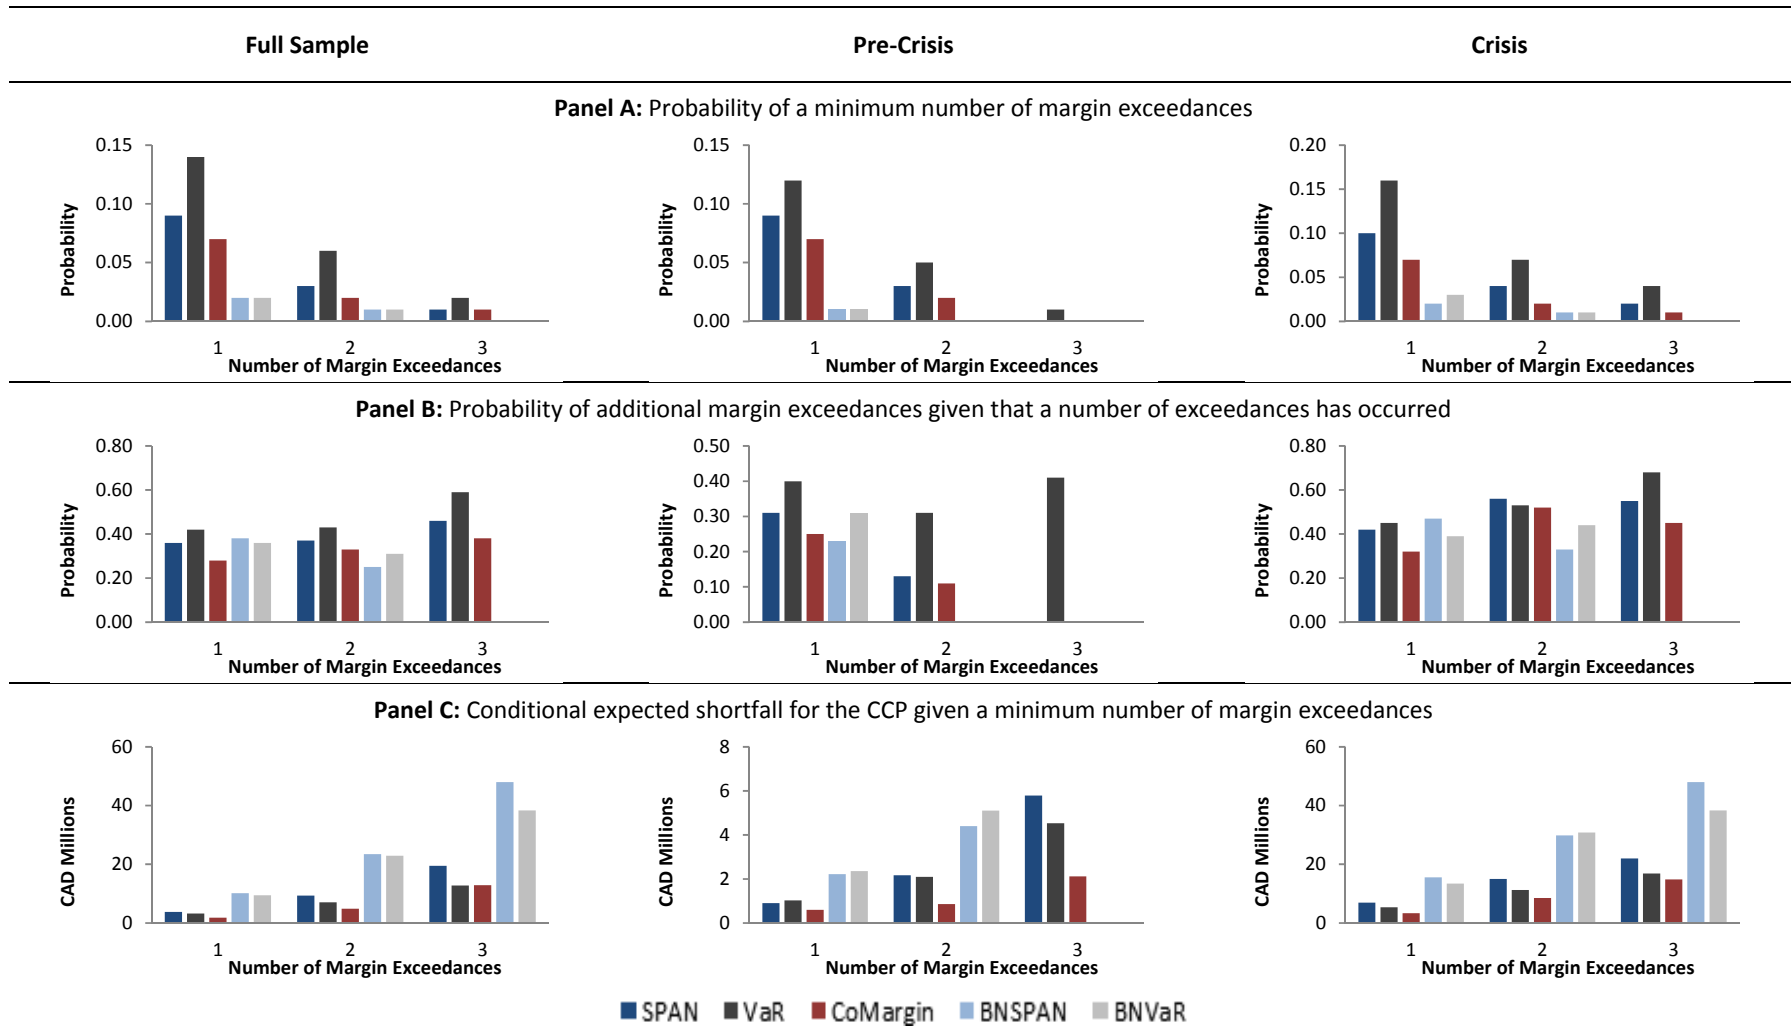 Full Sample Pre-Crisis Crisis
Panel A: Probability of a minimum number of margin exceedances
0.15
0.10
0.05
0.00
Probability
1 2 3
Number of Margin Exceedances
0.15
0.10
0.05
0.00
Probability
1 2 3
Number of Margin Exceedances
0.20
0.15
0.10
0.05
0.00
Probability
1 2 3
Number of Margin Exceedances
Panel B: Probability of additional margin exceedances given that a number of exceedances has occurred
0.80
0.60
0.40
0.20
0.00
Probability
1 2 3
Number of Margin Exceedances
0.50
0.40
0.30
0.20
0.10
0.00
Probability
1 2 3
Number of Margin Exceedances
0.80
0.60
0.40
0.20
0.00
Probability
1 2 3
Number of Margin Exceedances
Panel C: Conditional expected shortfall for the CCP given a minimum number of margin exceedances
60
40
20
0
CAD Millions
1 2 3
Number of Margin Exceedances
8
6
4
2
0
CAD Millions
1 2 3
Number of Margin Exceedances
60
40
20
0
CAD Millions
1 2 3
Number of Margin Exceedances
SPAN VaR CoMargin BNSPAN BNVaR